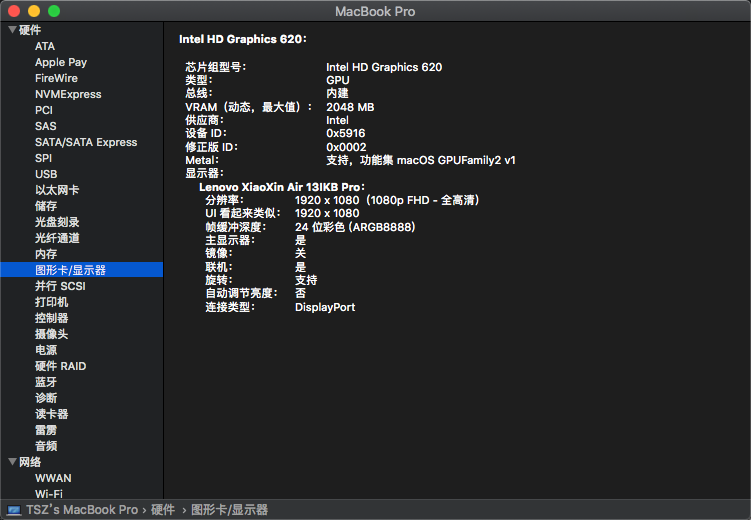 MacBook Pro
硬件
ATA
Apple Pay
FireWire
NVMExpress
PCI
SAS
SATA/SATA Express
SPI
USB
以太网卡
储存
光盘刻录
光纤通道
内存
图形卡/显示器
并行 SCSI
打印机
控制器
摄像头
电源
硬件 RAID
蓝牙
诊断
读卡器
雷雳
音频
网络
WWAN
Wi-Fi
Intel HD Graphics 620：
芯片组型号： Intel HD Graphics 620
类型： GPU
总线： 内建
VRAM（动态，最大值）： 2048 MB
供应商： Intel
设备 ID： 0x5916
修正版 ID： 0x0002
Metal： 支持，功能集 macOS GPUFamily2 v1
显示器：
Lenovo XiaoXin Air 13IKB Pro：
分辨率： 1920 x 1080（1080p FHD - 全高清）
UI 看起来类似： 1920 x 1080
帧缓冲深度： 24 位彩色 (ARGB8888)
主显示器： 是
镜像： 关
联机： 是
旋转： 支持
自动调节亮度： 否
连接类型： DisplayPort
TSZ’s MacBook Pro › 硬件 › 图形卡/显示器